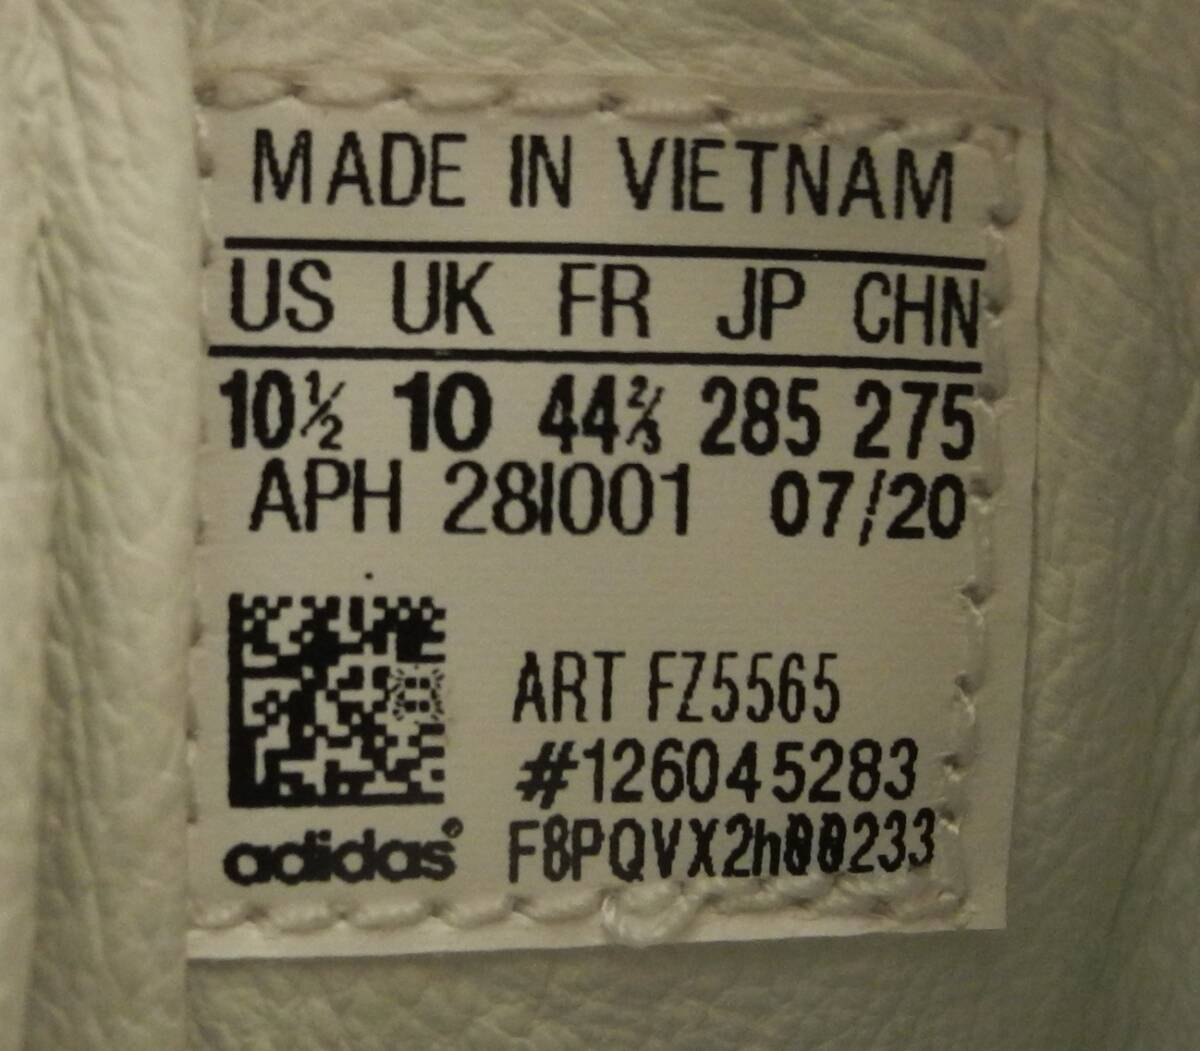 MADE IN VIETNAM
US UK FR JP CHN
10½ 10 44⅔ 285 275
APH 28I001 07/20
ART FZ5565
#126045283
adidas® F8PQVX2h00233